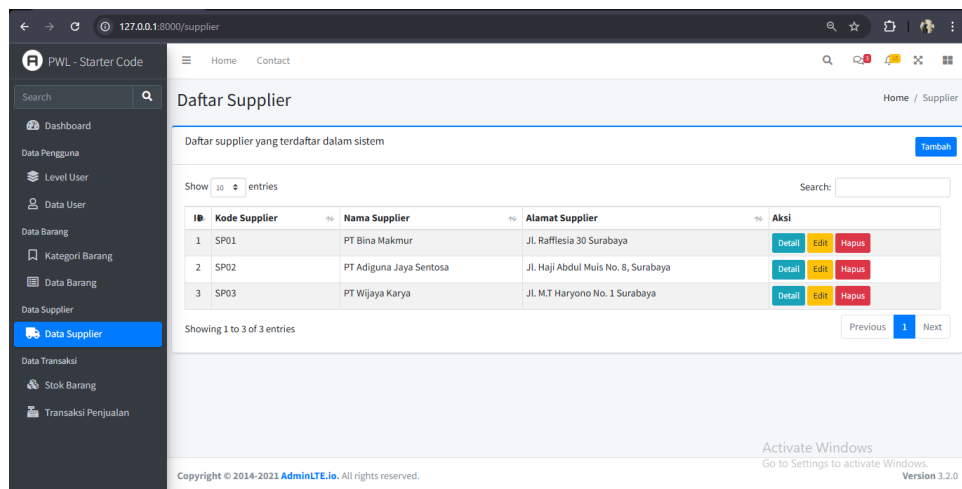 127.0.0.1:8000/supplier
PWL - Starter Code
Home Contact
Search
Daftar Supplier
Home / Supplier
Dashboard
Data Pengguna
Level User
Data User
Data Barang
Kategori Barang
Data Barang
Data Supplier
Data Supplier
Data Transaksi
Stok Barang
Transaksi Penjualan
Daftar supplier yang terdaftar dalam sistem
Tambah
Show 10 entries
Search:
ID Kode Supplier Nama Supplier Alamat Supplier Aksi
1 SP01 PT Bina Makmur Jl. Rafflesia 30 Surabaya Detail Edit Hapus
2 SP02 PT Adiguna Jaya Sentosa Jl. Haji Abdul Muis No. 8, Surabaya Detail Edit Hapus
3 SP03 PT Wijaya Karya Jl. M.T Haryono No. 1 Surabaya Detail Edit Hapus
Showing 1 to 3 of 3 entries
Previous 1 Next
Activate Windows
Go to Settings to activate Windows.
Copyright © 2014-2021 AdminLTE.io. All rights reserved.
Version 3.2.0